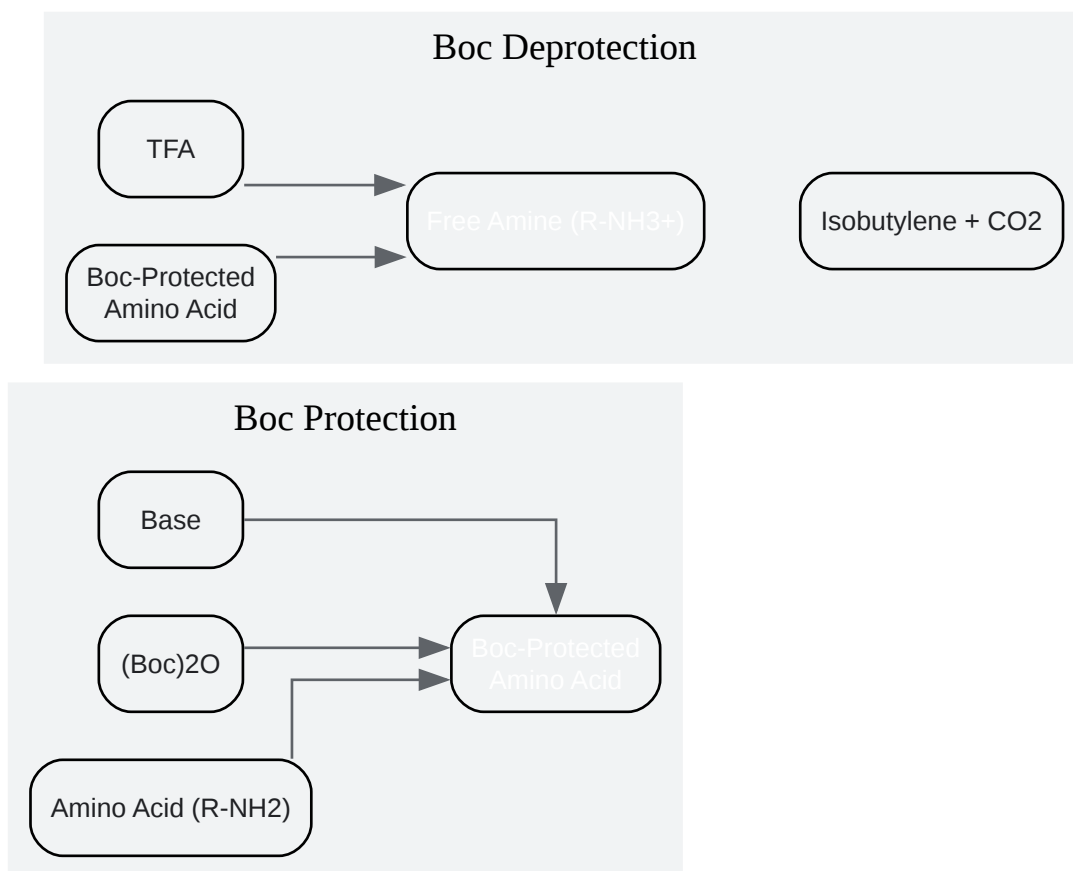 Boc Deprotection
TFA
Free Amine (R-NH3+)
Isobutylene + CO2
Boc-Protected
Amino Acid
Boc Protection
Base
(Boc)2O
Boc-Protected
Amino Acid
Amino Acid (R-NH2)